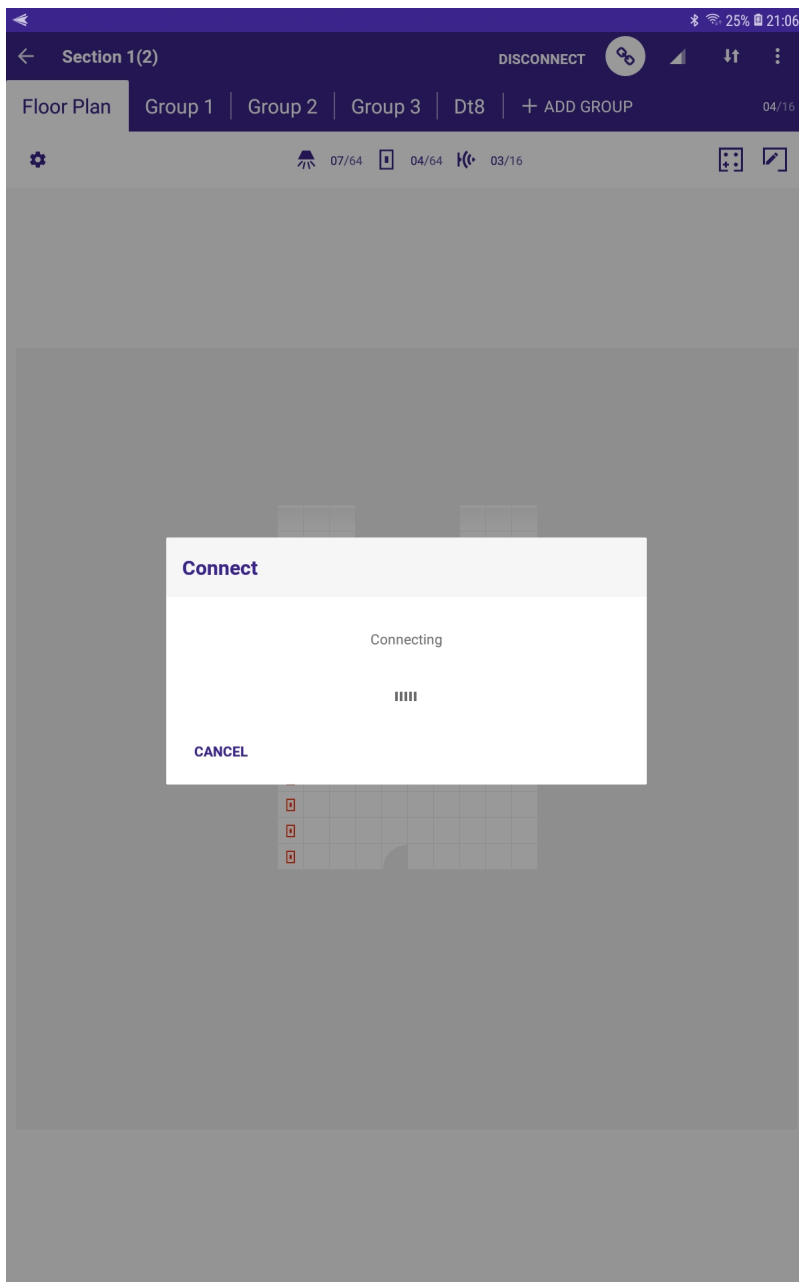 25% 21:06
Section 1(2) DISCONNECT
Floor Plan Group 1 Group 2 Group 3 Dt8 + ADD GROUP 04/16
07/64 04/64 03/16
Connect
Connecting
CANCEL